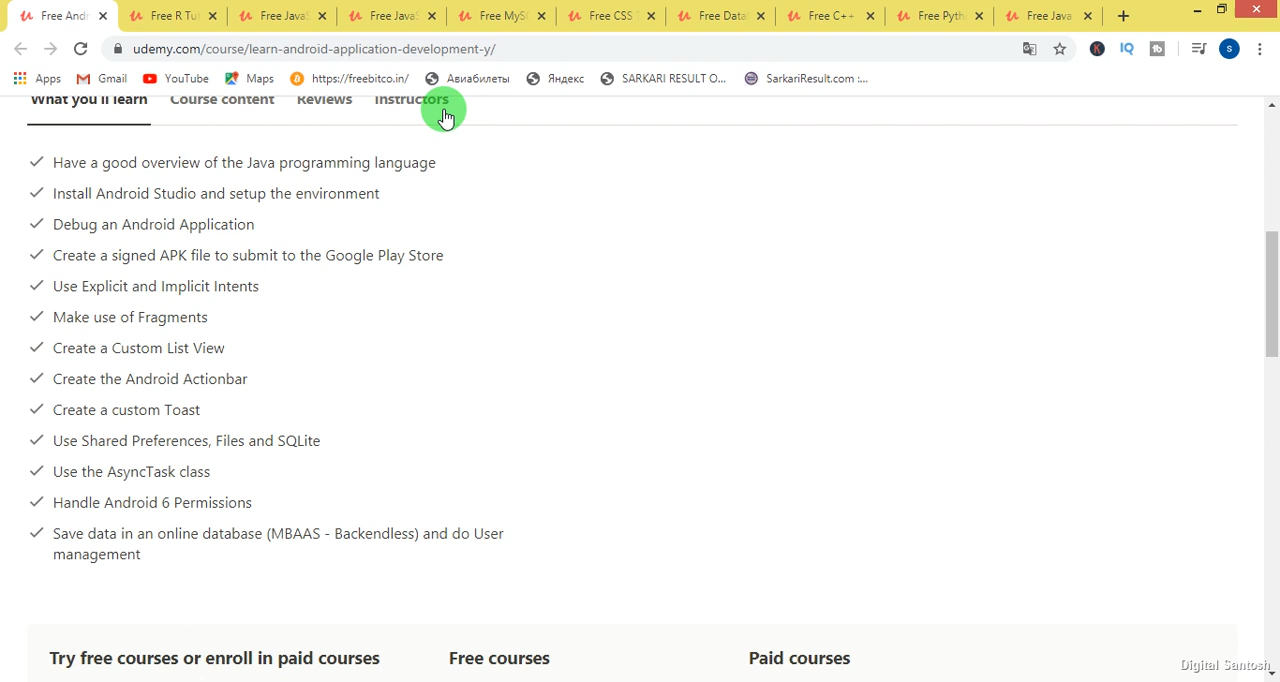 Free Andr Free R Tut Free JavaS Free JavaS Free MySQ Free CSS T Free Data Free C++ Free Pyth Free Java
udemy.com/course/learn-android-application-development-y/
Apps Gmail YouTube Maps https://freebitco.in/ Авиабилеты Яндекс SARKARI RESULT O... SarkariResult.com :...
What you'll learn Course content Reviews Instructors
Have a good overview of the Java programming language
Install Android Studio and setup the environment
Debug an Android Application
Create a signed APK file to submit to the Google Play Store
Use Explicit and Implicit Intents
Make use of Fragments
Create a Custom List View
Create the Android Actionbar
Create a custom Toast
Use Shared Preferences, Files and SQLite
Use the AsyncTask class
Handle Android 6 Permissions
Save data in an online database (MBAAS - Backendless) and do User
management
Try free courses or enroll in paid courses Free courses Paid courses
Digital Santosh